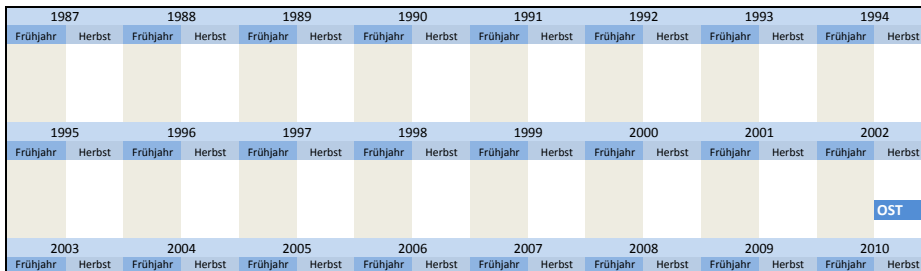 1987 1988 1989 1990 1991 1992 1993 1994
Frühjahr Herbst Frühjahr Herbst Frühjahr Herbst Frühjahr Herbst Frühjahr Herbst Frühjahr Herbst Frühjahr Herbst Frühjahr Herbst
1995 1996 1997 1998 1999 2000 2001 2002
Frühjahr Herbst Frühjahr Herbst Frühjahr Herbst Frühjahr Herbst Frühjahr Herbst Frühjahr Herbst Frühjahr Herbst Frühjahr Herbst
OST
2003 2004 2005 2006 2007 2008 2009 2010
Frühjahr Herbst Frühjahr Herbst Frühjahr Herbst Frühjahr Herbst Frühjahr Herbst Frühjahr Herbst Frühjahr Herbst Frühjahr Herbst